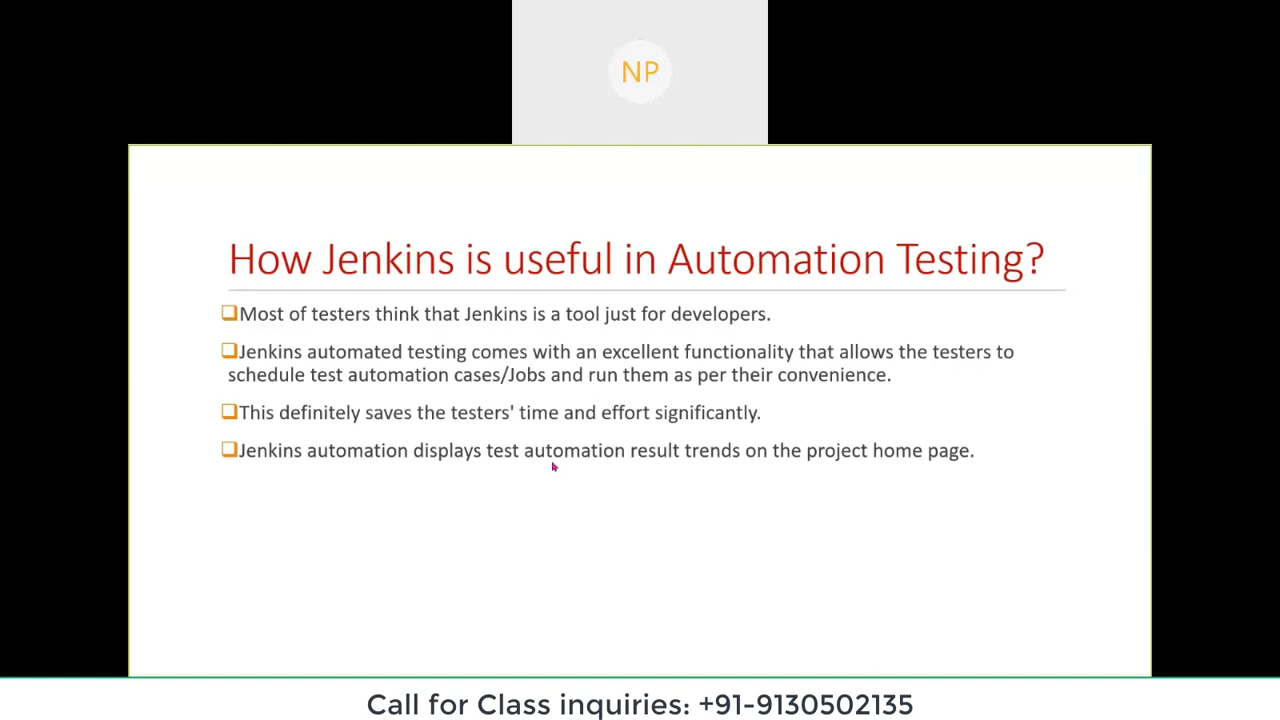 NP
How Jenkins is useful in Automation Testing?
Most of testers think that Jenkins is a tool just for developers.
Jenkins automated testing comes with an excellent functionality that allows the testers to
schedule test automation cases/Jobs and run them as per their convenience.
This definitely saves the testers' time and effort significantly.
Jenkins automation displays test automation result trends on the project home page.
Call for Class inquiries: +91-9130502135